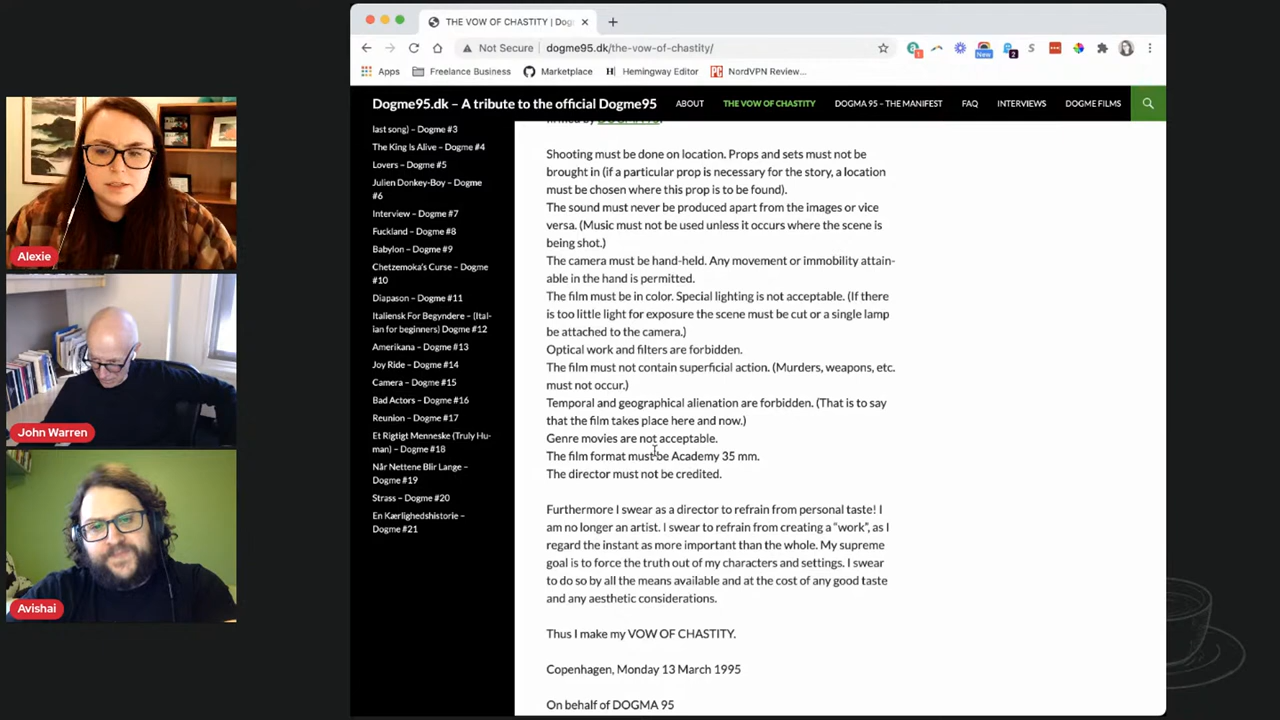 THE VOW OF CHASTITY | Dog
Not Secure dogme95.dk/the-vow-of-chastity/
New
2
S
Apps Freelance Business Marketplace Hemingway Editor NordVPN Review...
Dogme95.dk – A tribute to the official Dogme95 ABOUT THE VOW OF CHASTITY DOGMA 95 – THE MANIFEST FAQ INTERVIEWS DOGME FILMS
last song) – Dogme #3
The King Is Alive – Dogme #4
Lovers – Dogme #5
Julien Donkey-Boy – Dogme
#6
Interview – Dogme #7
Fuckland – Dogme #8
Babylon – Dogme #9
Chetzemoka's Curse – Dogme
#10
Diapason – Dogme #11
Italiensk For Begyndere – (Ital-
ian for beginners) Dogme #12
Amerikana – Dogme #13
Joy Ride – Dogme #14
Camera – Dogme #15
Bad Actors – Dogme #16
Reunion – Dogme #17
Et Rigtigt Menneske (Truly Hu-
man) – Dogme #18
Når Nettene Blir Lange –
Dogme #19
Strass – Dogme #20
En Kærlighedshistorie –
Dogme #21
Shooting must be done on location. Props and sets must not be
brought in (if a particular prop is necessary for the story, a location
must be chosen where this prop is to be found).
The sound must never be produced apart from the images or vice
versa. (Music must not be used unless it occurs where the scene is
being shot.)
The camera must be hand-held. Any movement or immobility attain-
able in the hand is permitted.
The film must be in color. Special lighting is not acceptable. (If there
is too little light for exposure the scene must be cut or a single lamp
be attached to the camera.)
Optical work and filters are forbidden.
The film must not contain superficial action. (Murders, weapons, etc.
must not occur.)
Temporal and geographical alienation are forbidden. (That is to say
that the film takes place here and now.)
Genre movies are not acceptable.
The film format must be Academy 35 mm.
The director must not be credited.
Furthermore I swear as a director to refrain from personal taste! I
am no longer an artist. I swear to refrain from creating a "work", as I
regard the instant as more important than the whole. My supreme
goal is to force the truth out of my characters and settings. I swear
to do so by all the means available and at the cost of any good taste
and any aesthetic considerations.
Thus I make my VOW OF CHASTITY.
Copenhagen, Monday 13 March 1995
On behalf of DOGMA 95
Alexie
John Warren
Avishai